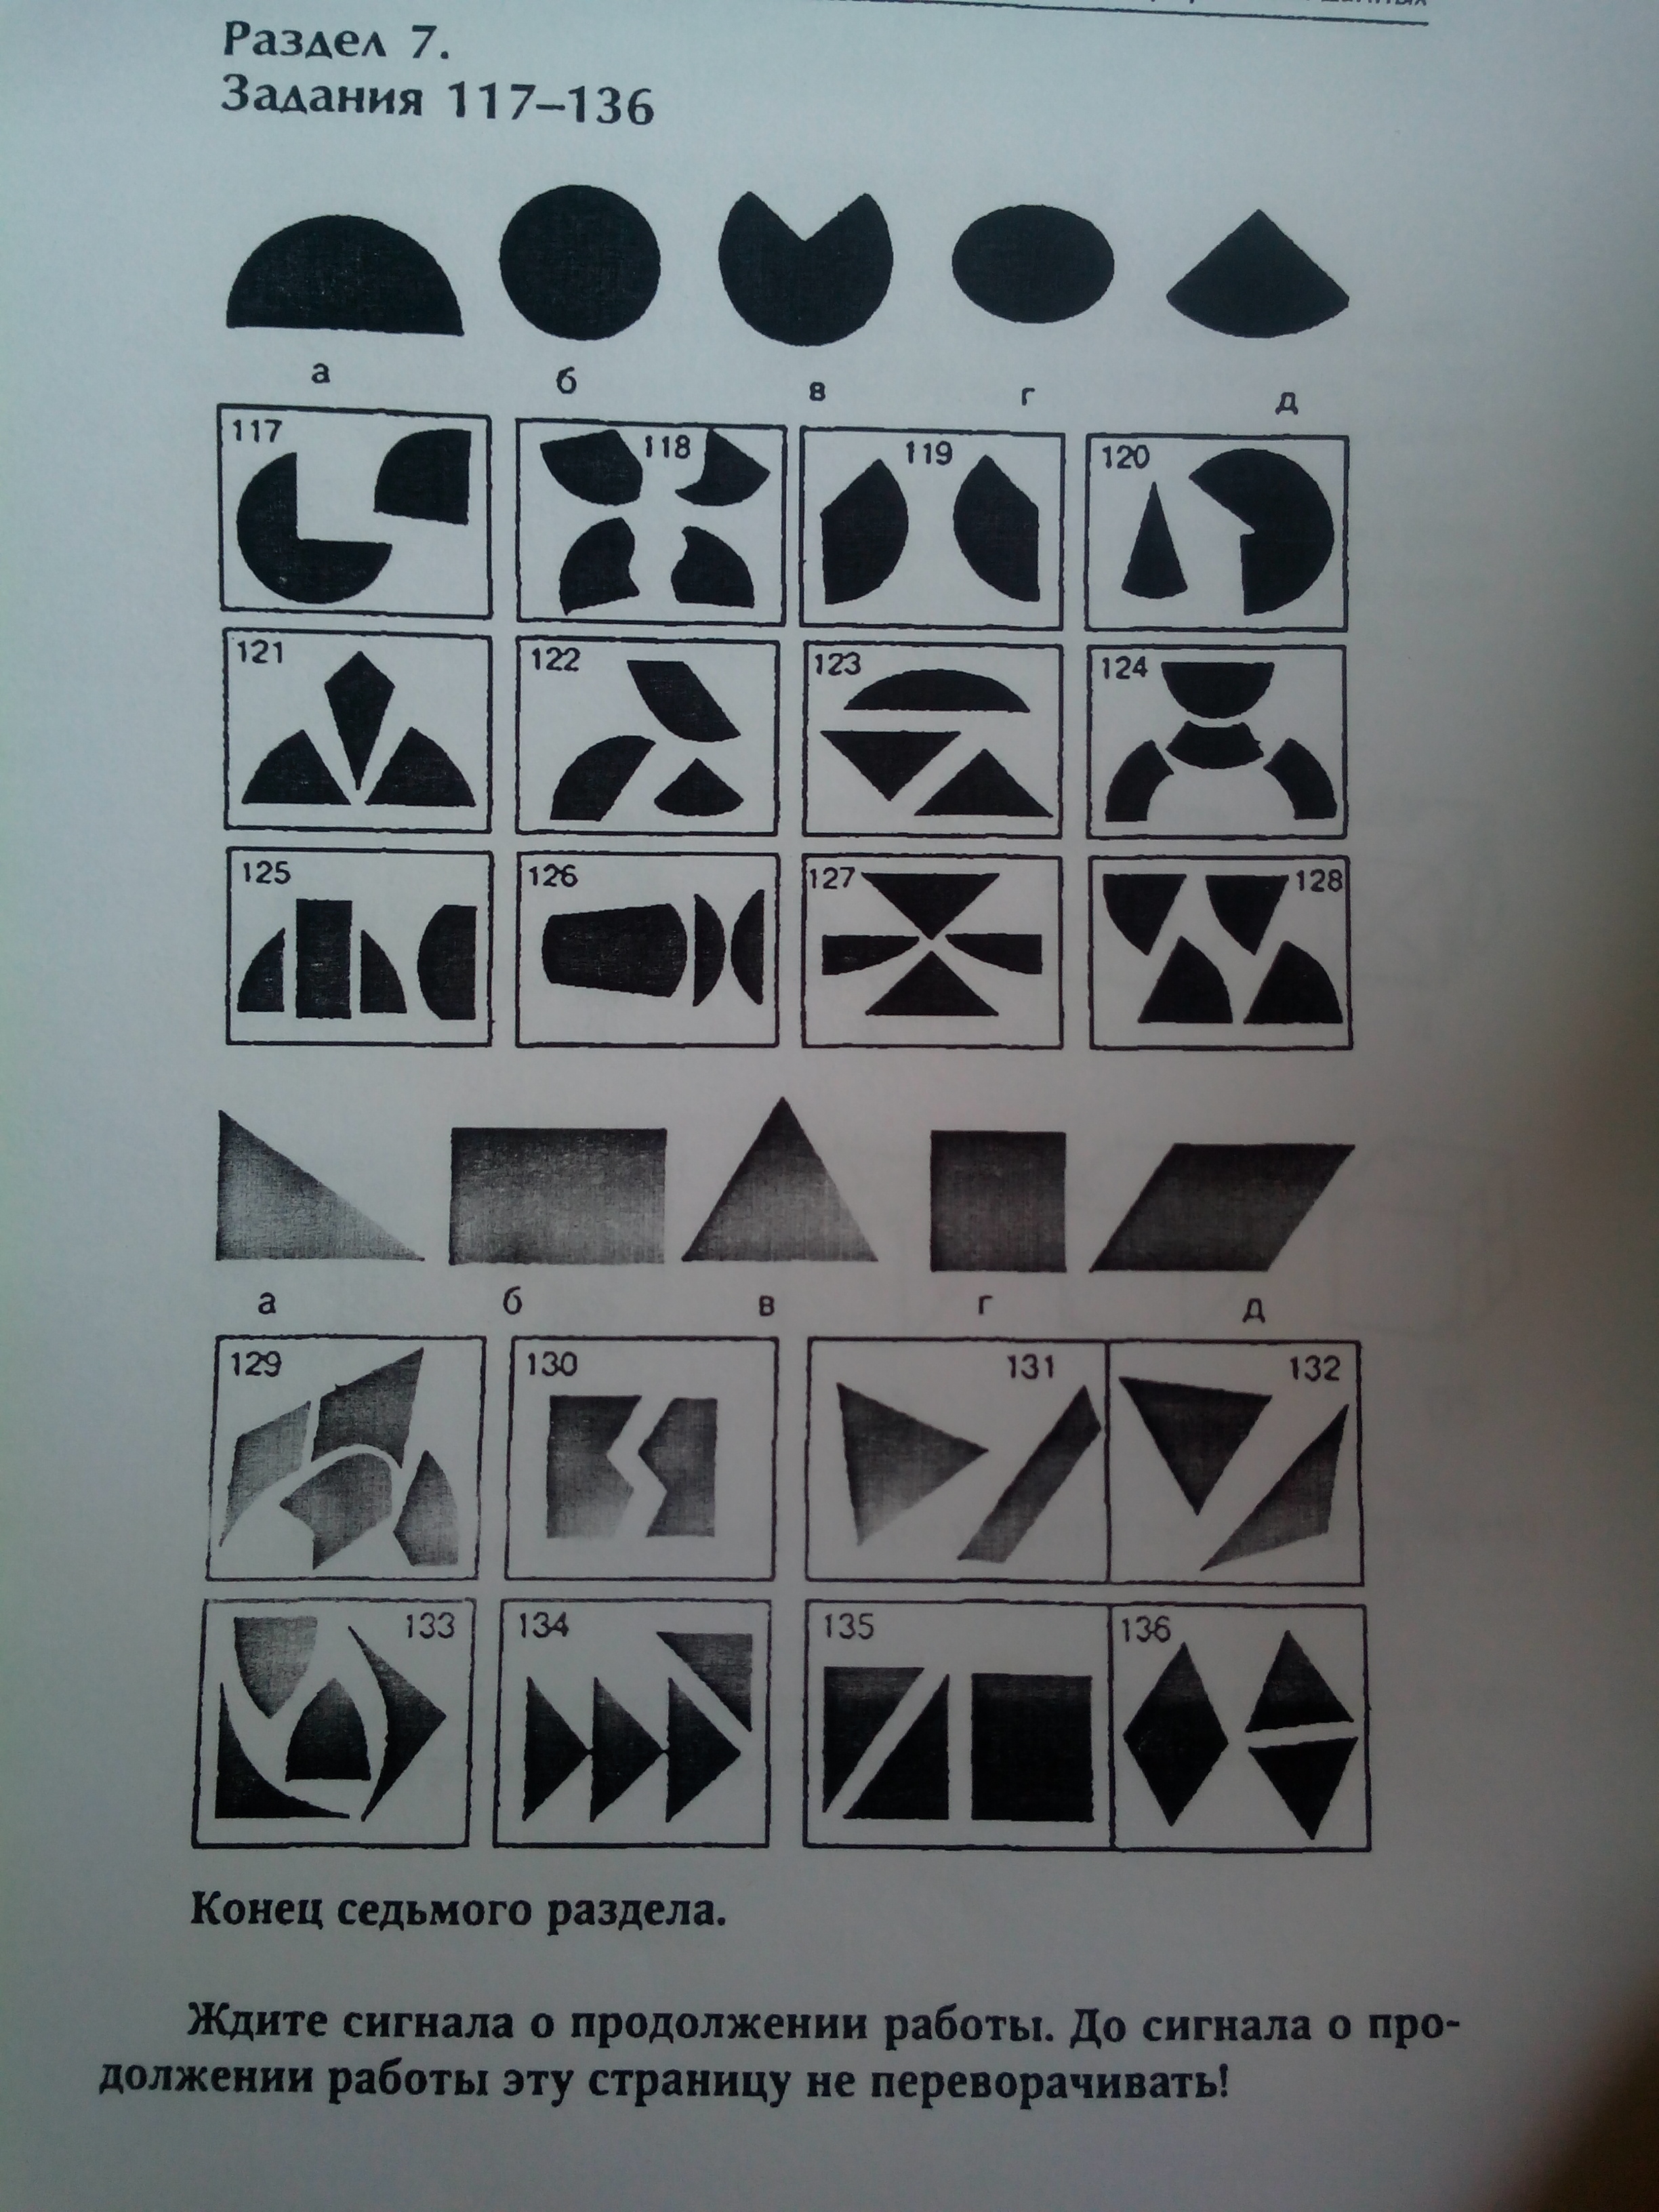 Раздел 7.
Задания 117–136
а б в г д
117 118 119 120
121 122 123 124
125 126 127 128
а б в г д
129 130 131 132
133 134 135 136
Конец седьмого раздела.
Ждите сигнала о продолжении работы. До сигнала о про-
должении работы эту страницу не переворачивать!